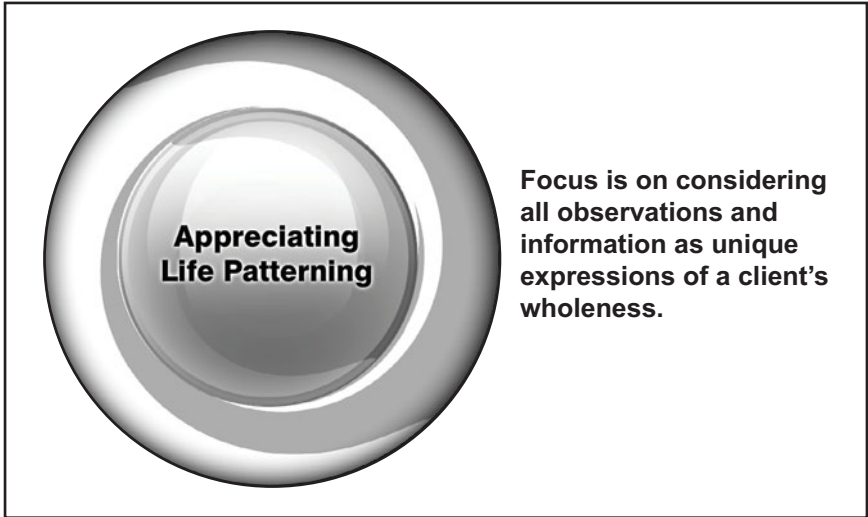 Appreciating
Life Patterning
Focus is on considering
all observations and
information as unique
expressions of a client’s
wholeness.